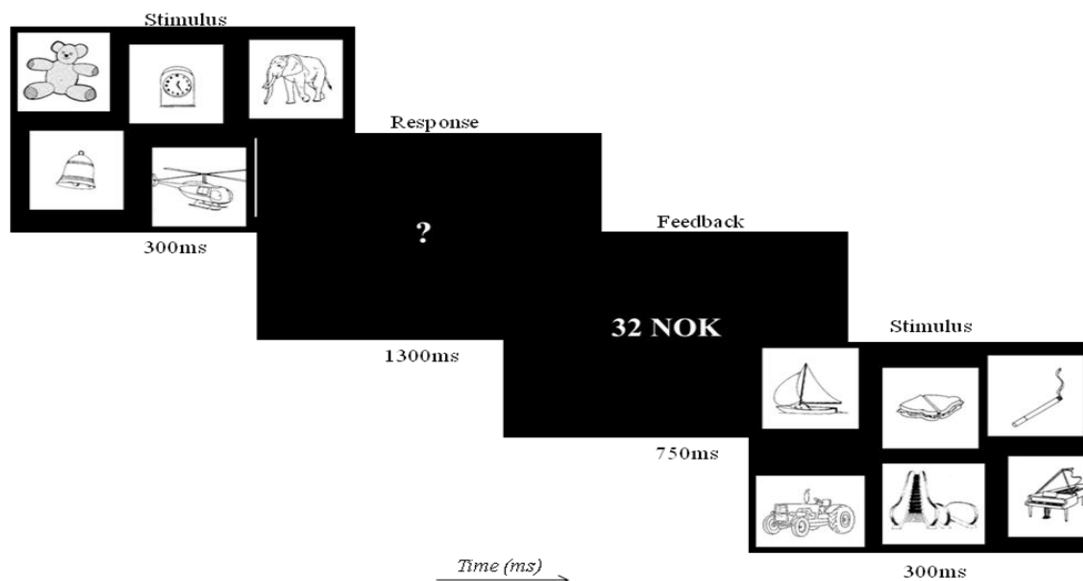 Stimulus
Response
?
300ms
Feedback
32 NOK
1300ms
Stimulus
750ms
Time (ms)
300ms